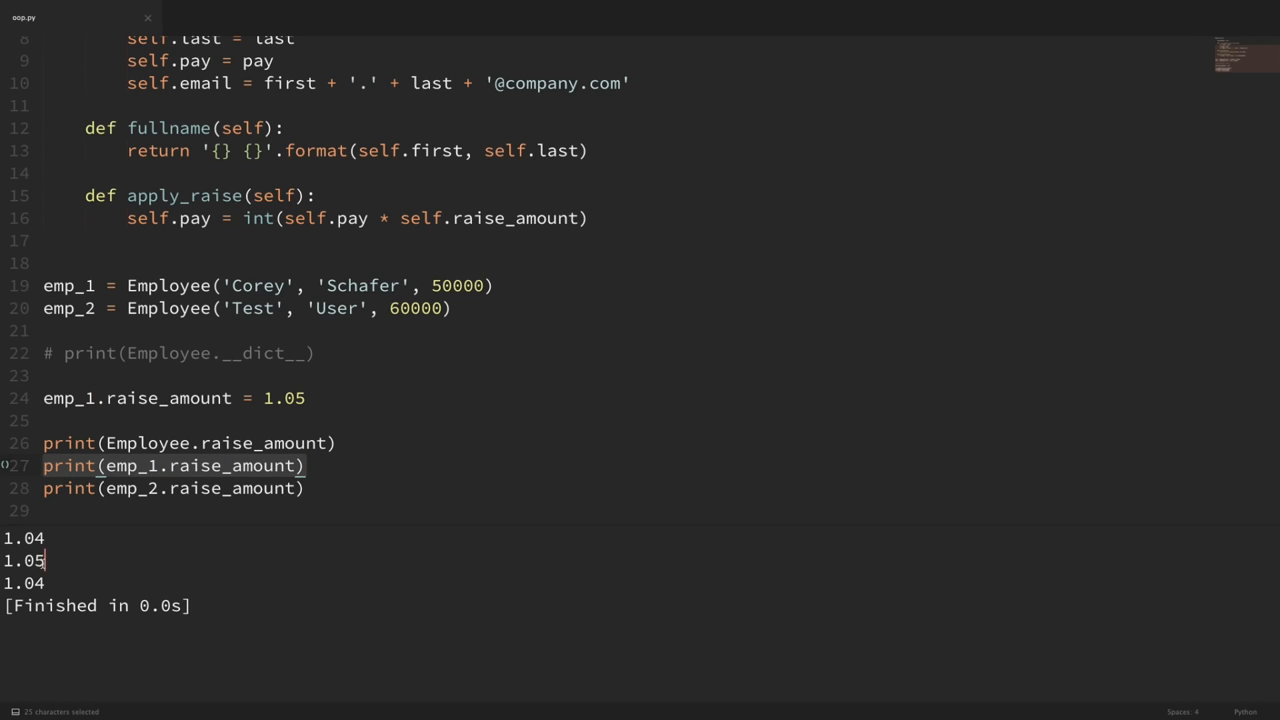 oop.py ×
8 self.last = last
9 self.pay = pay
10 self.email = first + '.' + last + '@company.com'
11
12 def fullname(self):
13 return '{} {}'.format(self.first, self.last)
14
15 def apply_raise(self):
16 self.pay = int(self.pay * self.raise_amount)
17
18
19 emp_1 = Employee('Corey', 'Schafer', 50000)
20 emp_2 = Employee('Test', 'User', 60000)
21
22 # print(Employee.__dict__)
23
24 emp_1.raise_amount = 1.05
25
26 print(Employee.raise_amount)
27 print(emp_1.raise_amount)
28 print(emp_2.raise_amount)
29
1.04
1.05
1.04
[Finished in 0.0s]
25 characters selected Spaces: 4 Python